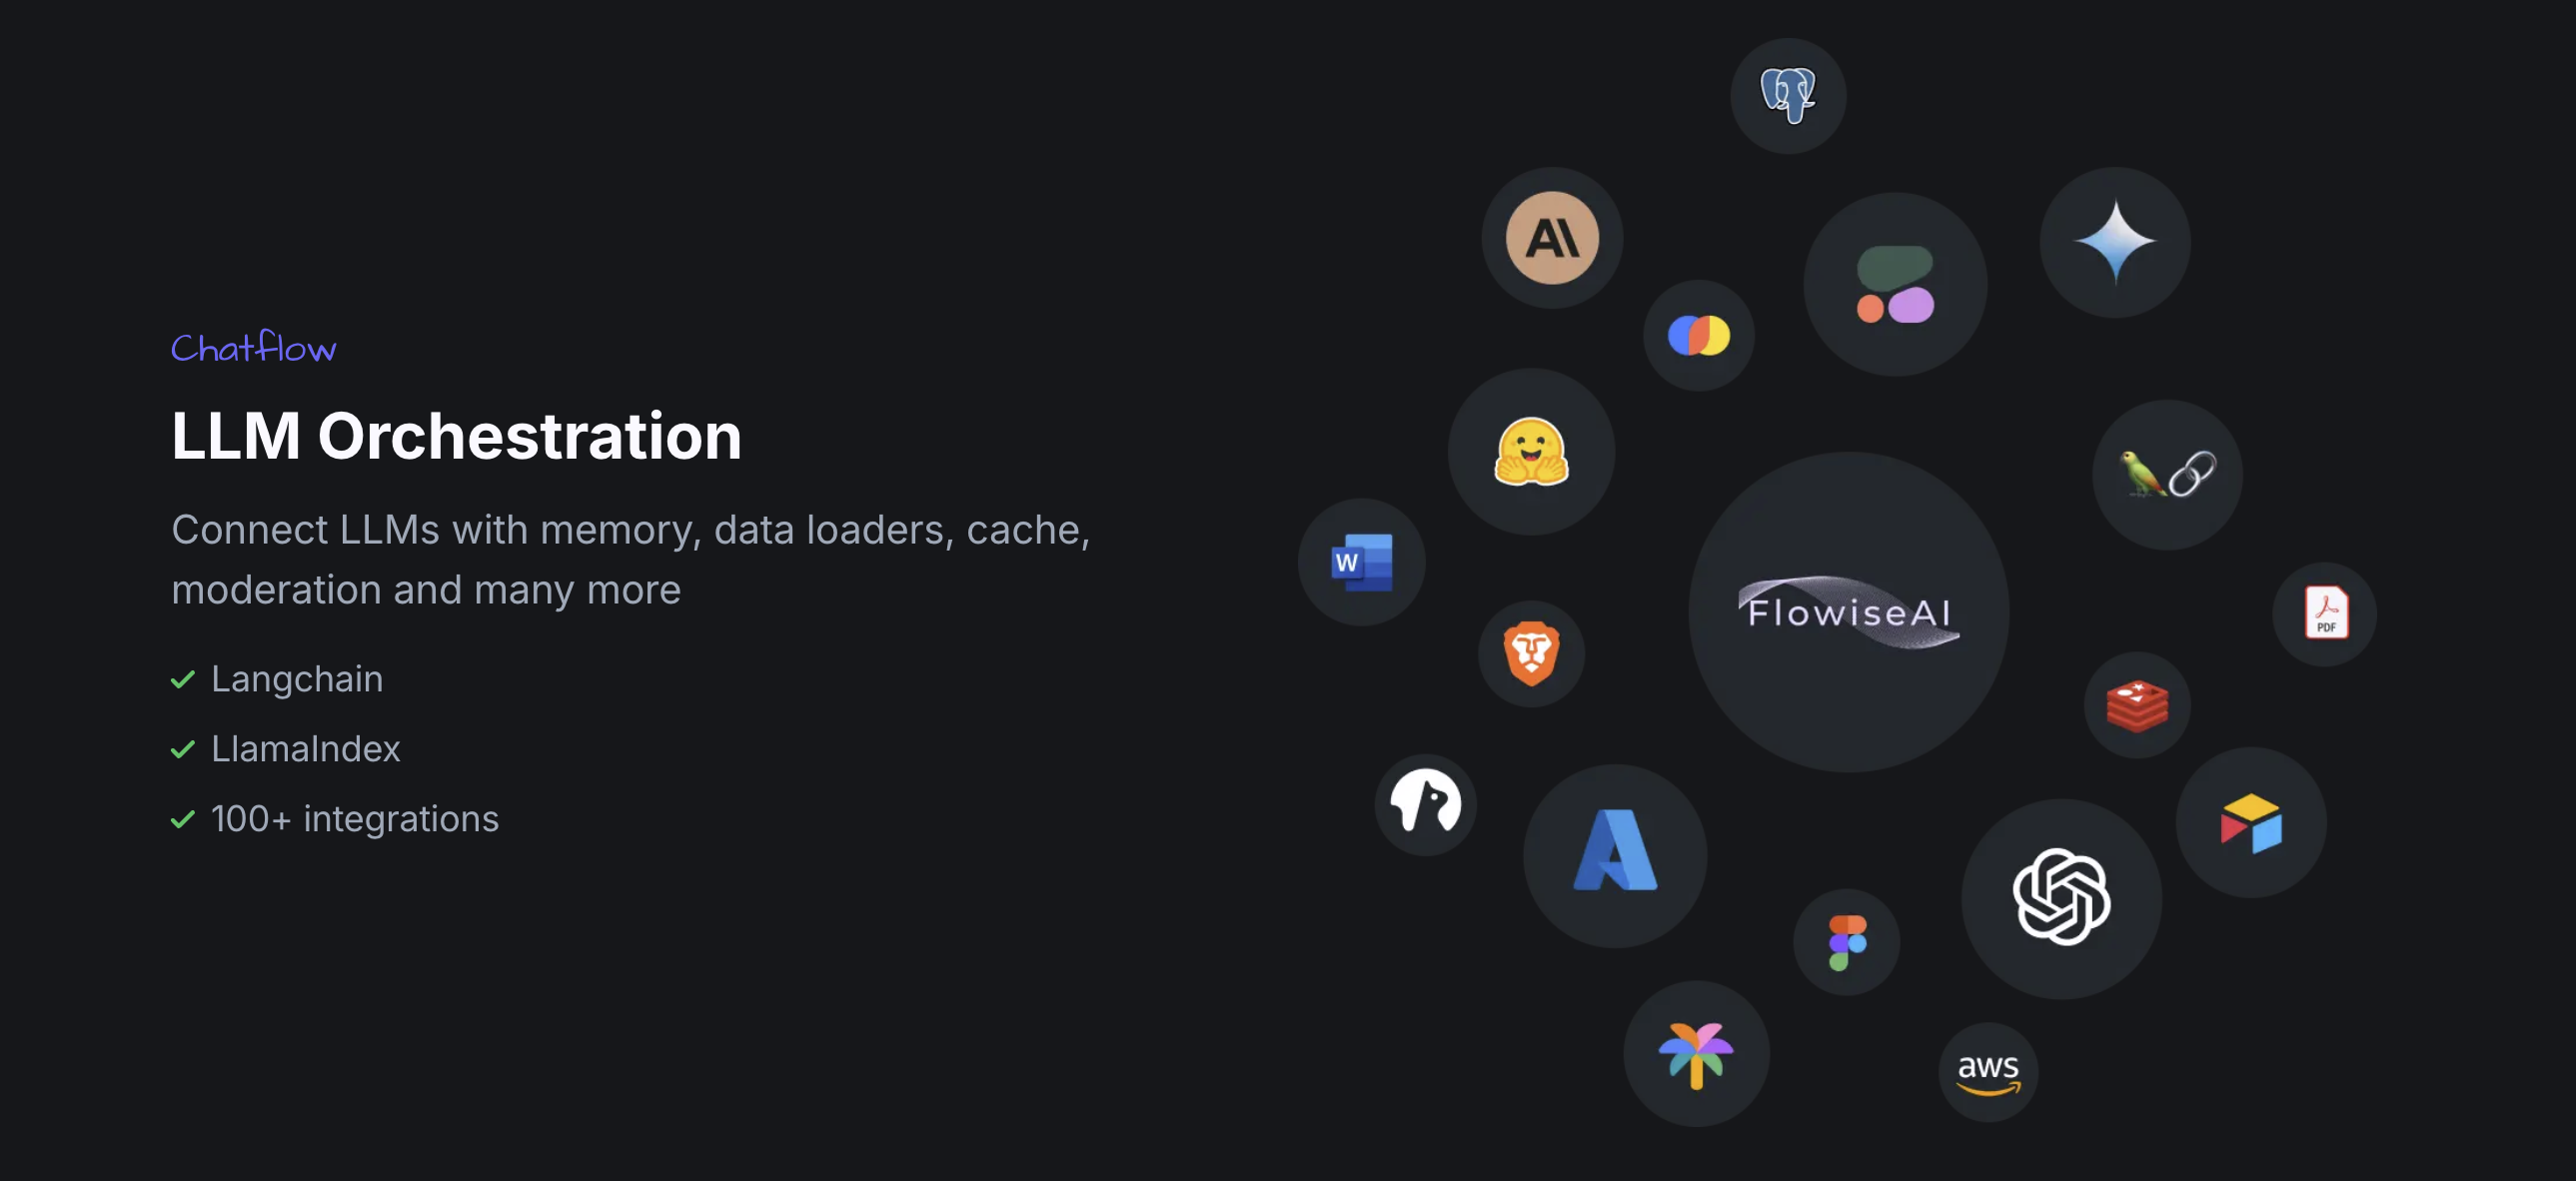 Chatflow
LLM Orchestration
Connect LLMs with memory, data loaders, cache,
moderation and many more
Langchain
LlamaIndex
100+ integrations
AI
W
FlowiseAI
PDF
aws